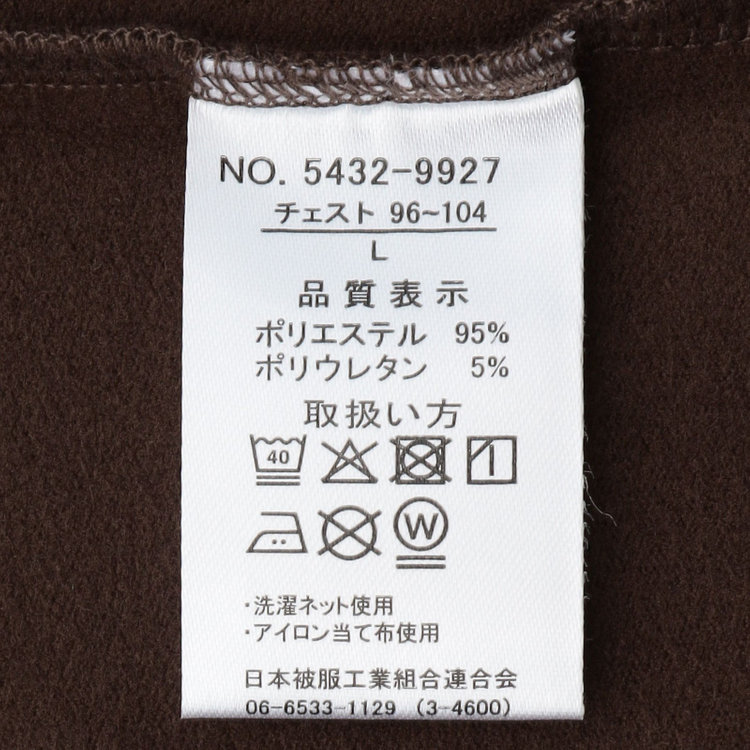 NO. 5432-9927
チェスト 96~104
L
品質表示
ポリエステル 95%
ポリウレタン 5%
取扱い方
40
W
・洗濯ネット使用
・アイロン当て布使用
日本被服工業組合連合会
06-6533-1129 (3-4600)